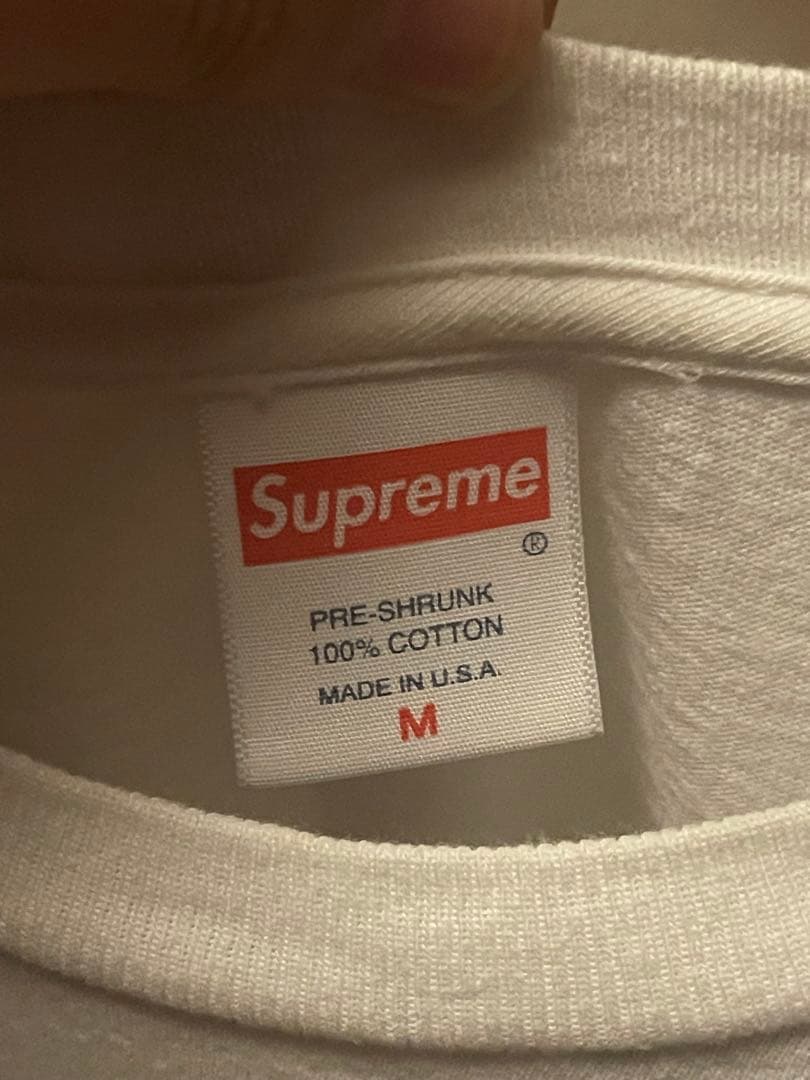 Supreme
®
PRE-SHRUNK
100% COTTON
MADE IN U.S.A.
M